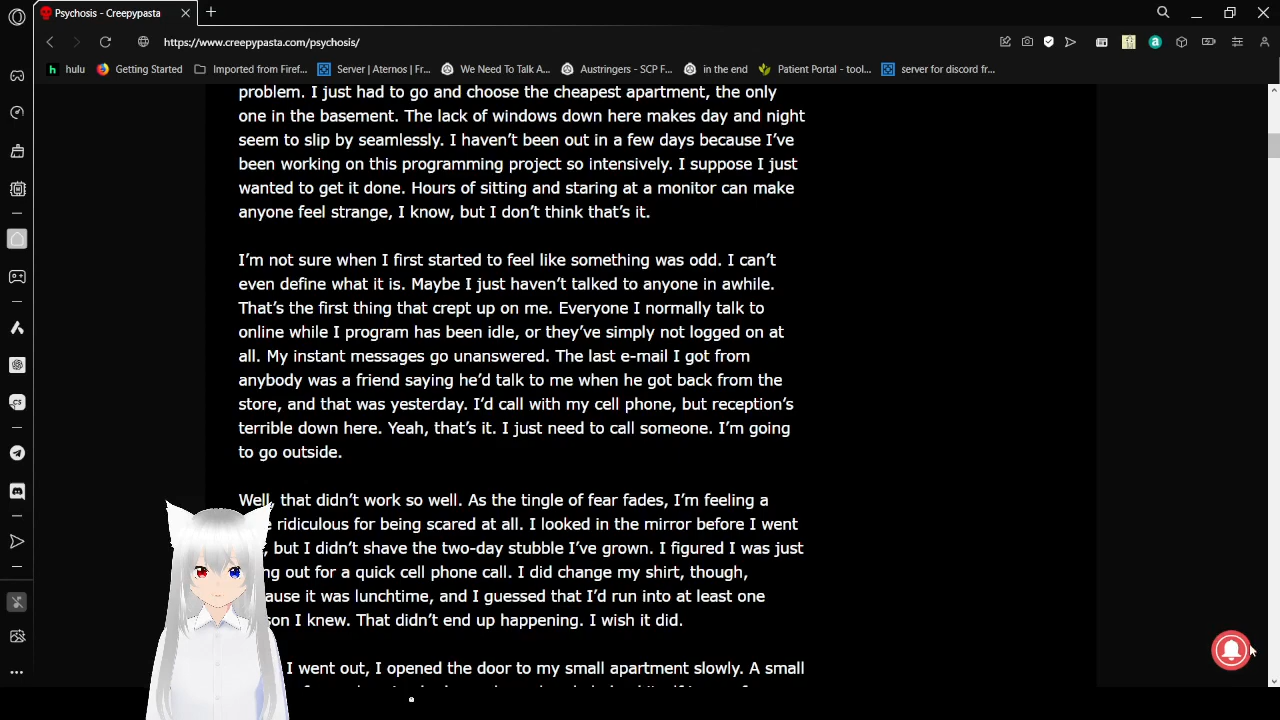 Psychosis - Creepypasta
https://www.creepypasta.com/psychosis/
hulu
Getting Started
Imported from Firef...
Server | Aternos | Fr...
We Need To Talk A...
Austringers - SCP F...
in the end
Patient Portal - tool...
server for discord fr...
problem. I just had to go and choose the cheapest apartment, the only
one in the basement. The lack of windows down here makes day and night
seem to slip by seamlessly. I haven’t been out in a few days because I’ve
been working on this programming project so intensively. I suppose I just
wanted to get it done. Hours of sitting and staring at a monitor can make
anyone feel strange, I know, but I don’t think that’s it.
I’m not sure when I first started to feel like something was odd. I can’t
even define what it is. Maybe I just haven’t talked to anyone in awhile.
That’s the first thing that crept up on me. Everyone I normally talk to
online while I program has been idle, or they’ve simply not logged on at
all. My instant messages go unanswered. The last e-mail I got from
anybody was a friend saying he’d talk to me when he got back from the
store, and that was yesterday. I’d call with my cell phone, but reception’s
terrible down here. Yeah, that’s it. I just need to call someone. I’m going
to go outside.
Well, that didn’t work so well. As the tingle of fear fades, I’m feeling a
ridiculous for being scared at all. I looked in the mirror before I went
but I didn’t shave the two-day stubble I’ve grown. I figured I was just
out for a quick cell phone call. I did change my shirt, though,
it was lunchtime, and I guessed that I’d run into at least one
I knew. That didn’t end up happening. I wish it did.
I went out, I opened the door to my small apartment slowly. A small